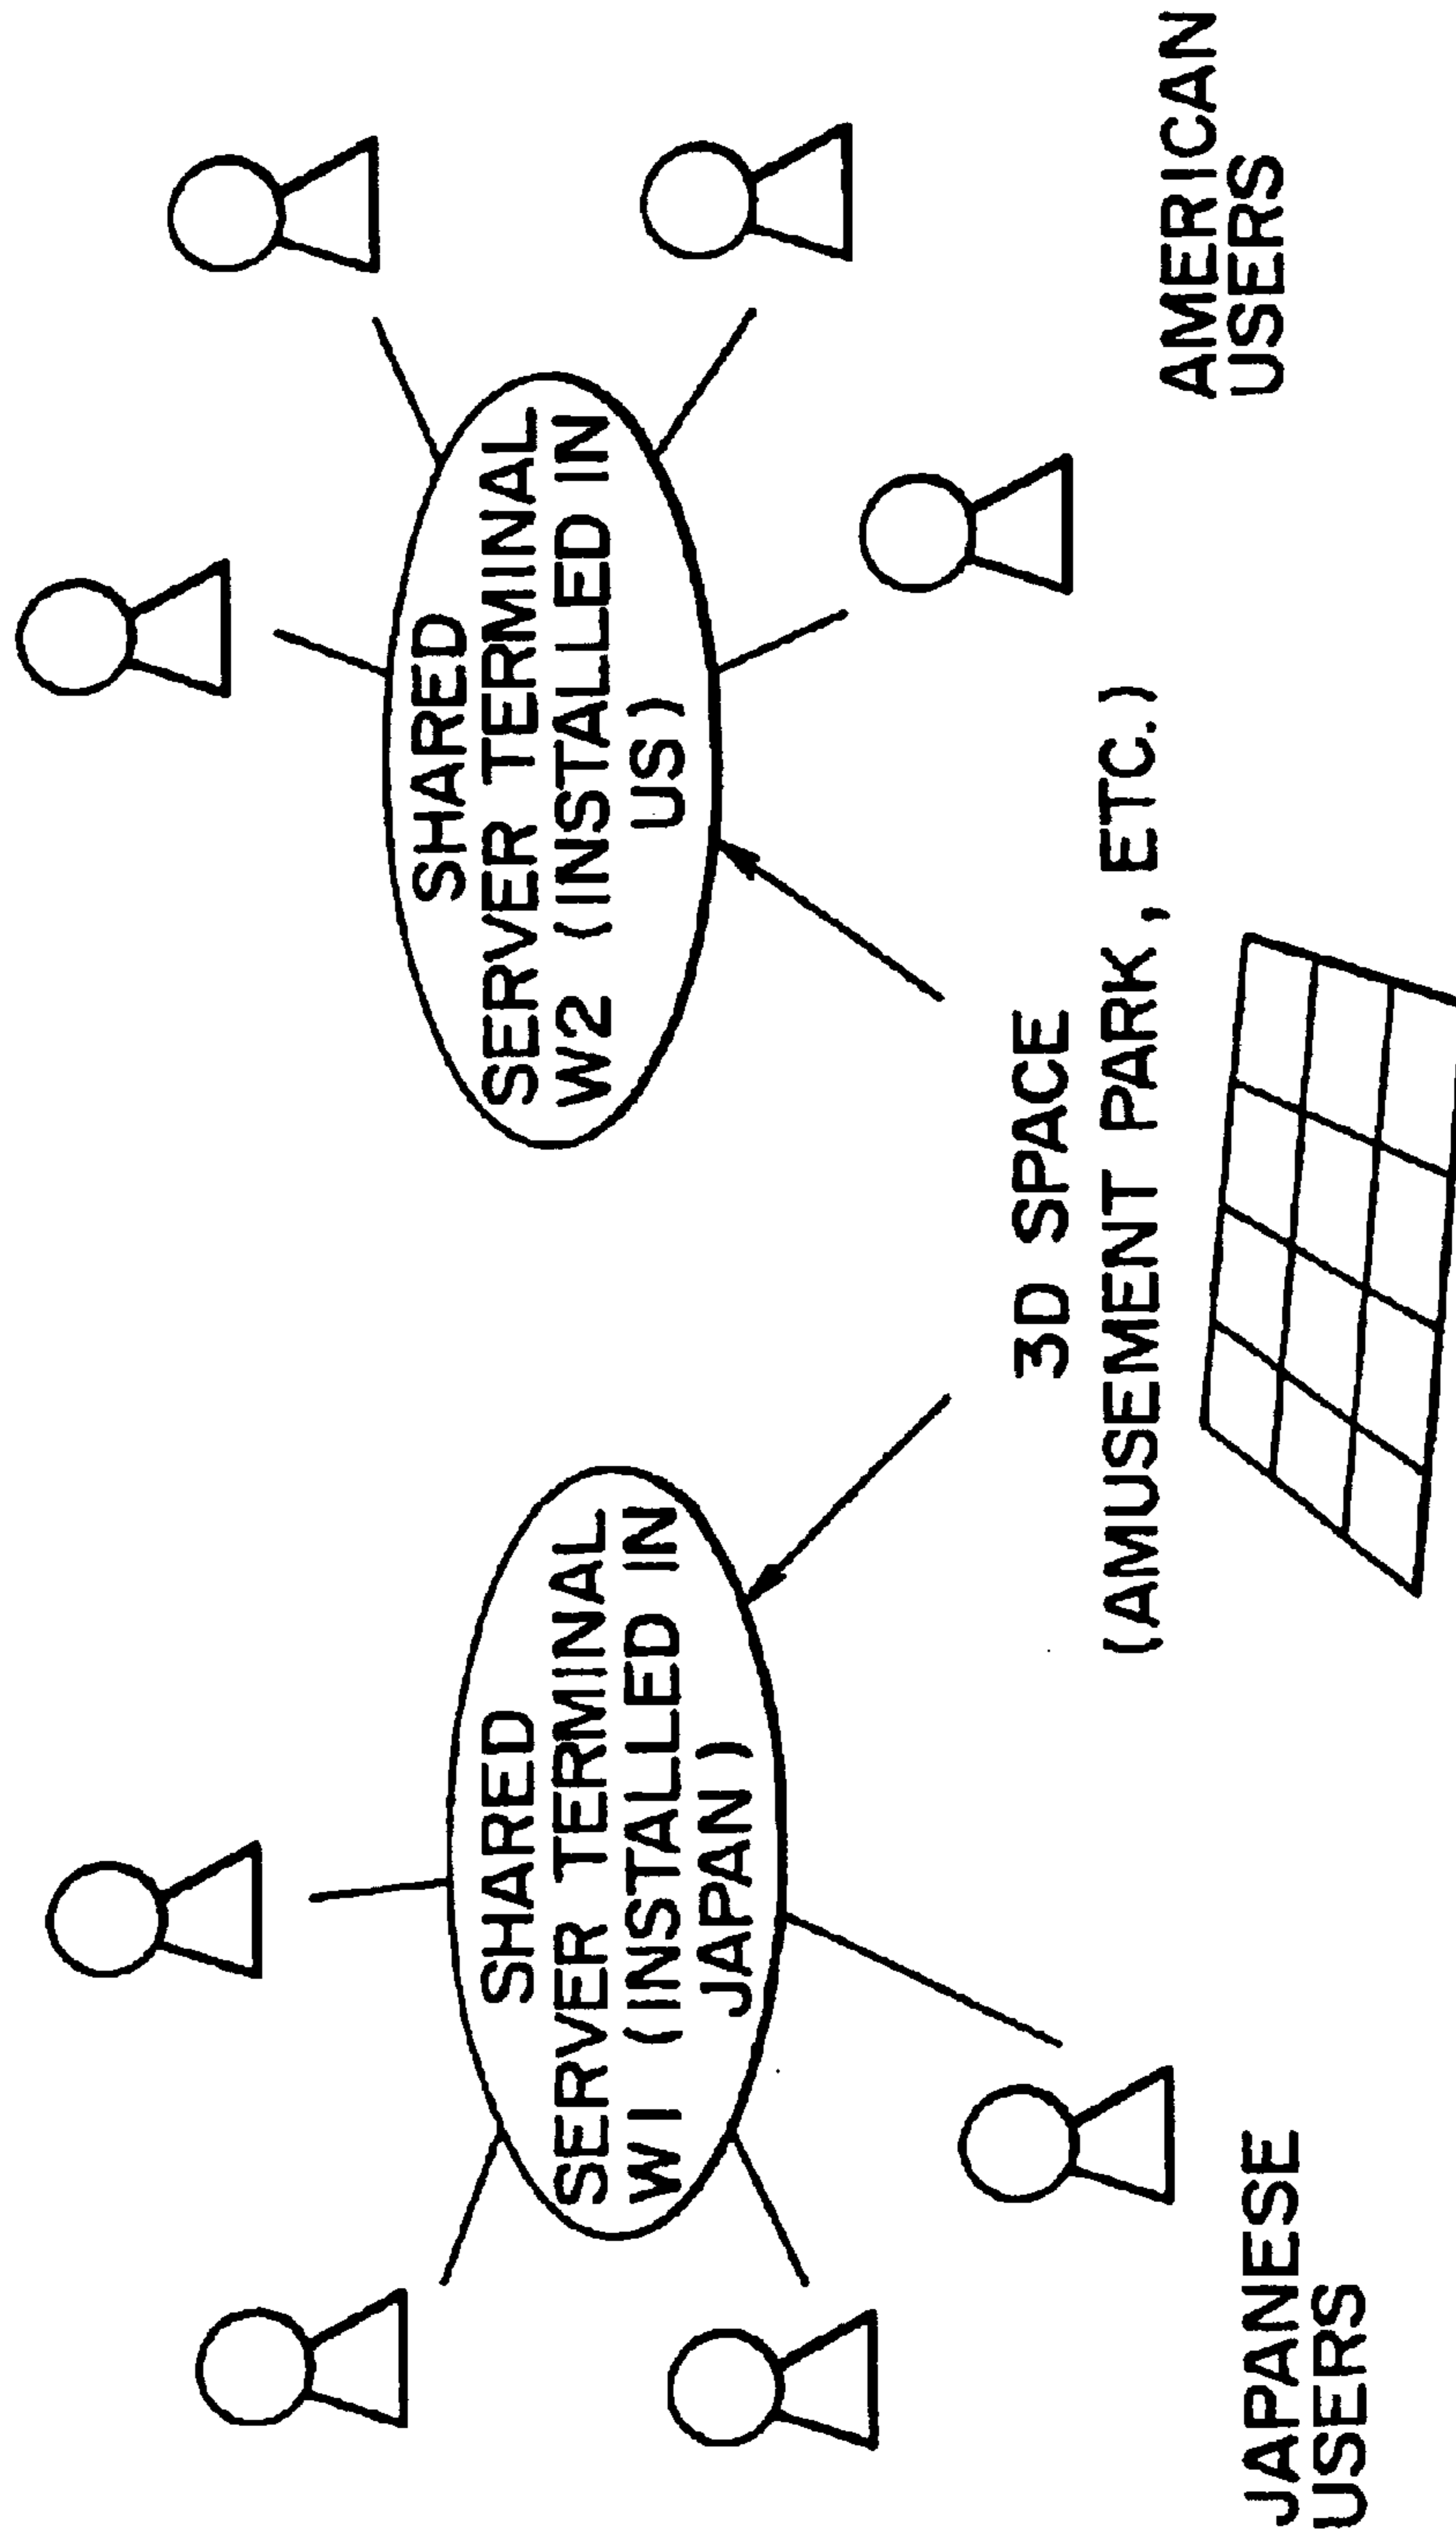 SHARED
SERVER TERMINAL
W1 (INSTALLED IN
JAPAN)
SHARED
SERVER TERMINAL
W2 (INSTALLED IN
US)
3D SPACE
(AMUSEMENT PARK, ETC.)
JAPANESE
USERS
AMERICAN
USERS